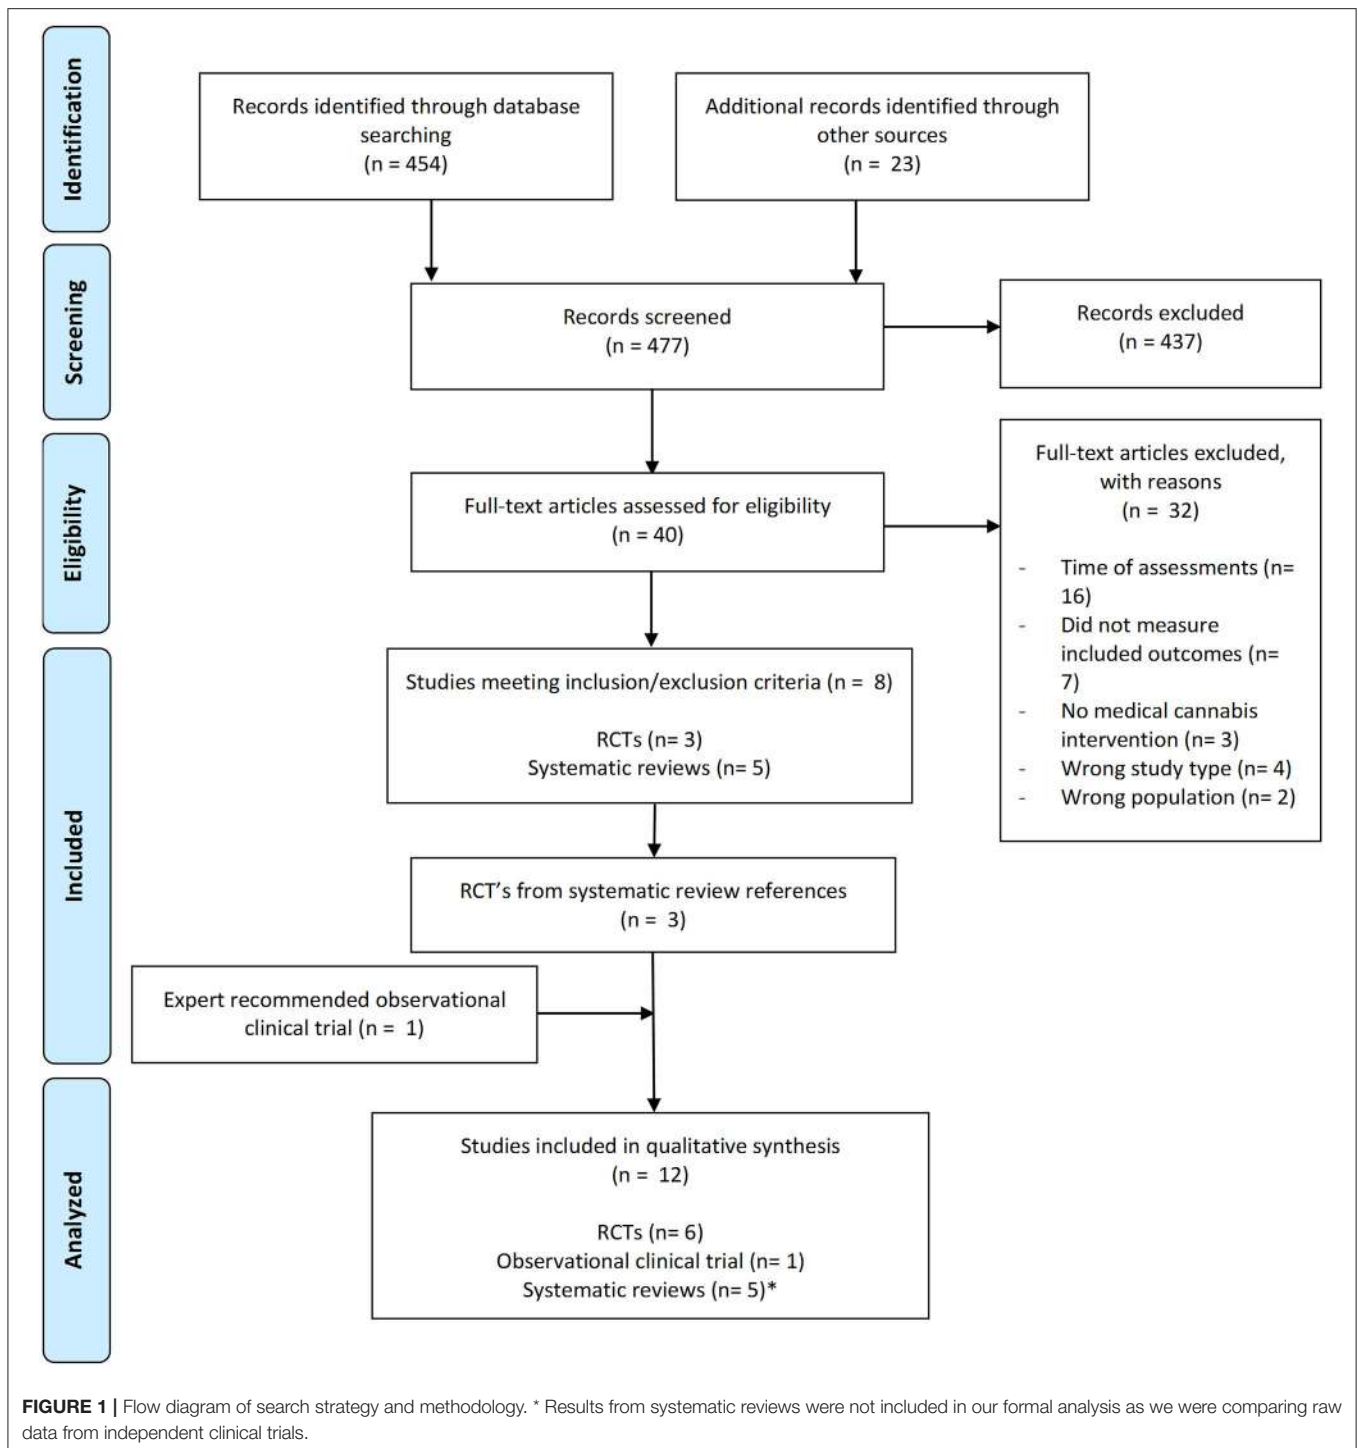 Identification
Records identified through database
searching
(n = 454)
Additional records identified through
other sources
(n = 23)
Screening
Records screened
(n = 477)
Records excluded
(n = 437)
Eligibility
Full-text articles assessed for eligibility
(n = 40)
Full-text articles excluded,
with reasons
(n = 32)
- Time of assessments (n=
16)
- Did not measure
included outcomes (n=
7)
- No medical cannabis
intervention (n= 3)
- Wrong study type (n= 4)
- Wrong population (n= 2)
Included
Studies meeting inclusion/exclusion criteria (n = 8)
RCTs (n= 3)
Systematic reviews (n= 5)
RCT's from systematic review references
(n = 3)
Expert recommended observational
clinical trial (n = 1)
Analyzed
Studies included in qualitative synthesis
(n = 12)
RCTs (n= 6)
Observational clinical trial (n= 1)
Systematic reviews (n= 5)*
FIGURE 1 | Flow diagram of search strategy and methodology. * Results from systematic reviews were not included in our formal analysis as we were comparing raw
data from independent clinical trials.